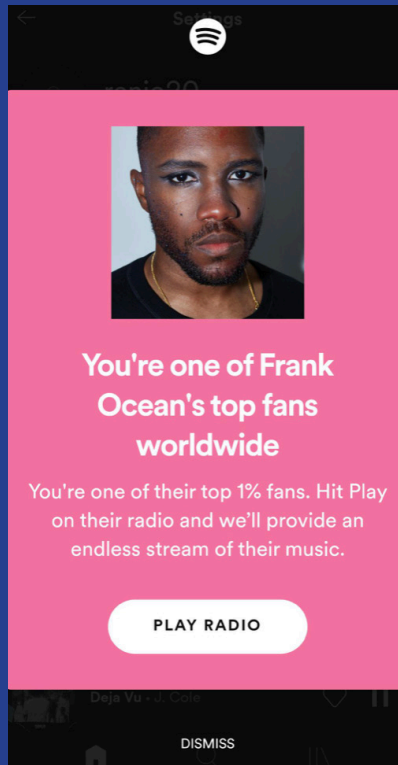 Settings
You're one of Frank
Ocean's top fans
worldwide
You're one of their top 1% fans. Hit Play
on their radio and we’ll provide an
endless stream of their music.
PLAY RADIO
Deja Vu • J. Cole
DISMISS